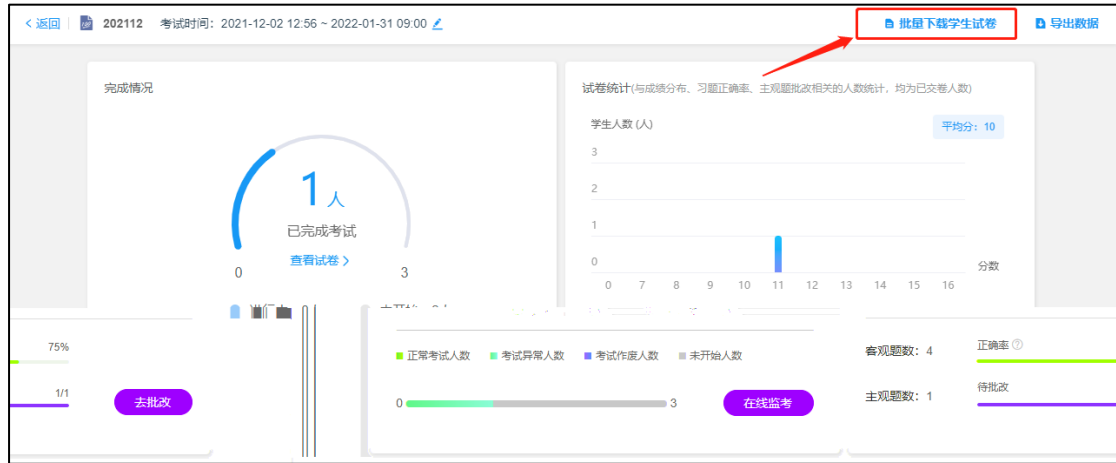 返回 202112 考试时间：2021-12-02 12:56 ~ 2022-01-31 09:00 批量下载学生试卷 导出数据
完成情况
1 人
已完成考试
查看试卷
0 3
试卷统计(与成绩分布、习题正确率、主观题批改相关的人数统计，均为已交卷人数)
学生人数 (人)
平均分：10
3
2
1
0
分数
0 7 8 9 10 11 12 13 14 15 16
75%
1/1
去批改
正常考试人数 考试异常人数 考试作废人数 未开始人数
0 3
在线监考
客观题数：4 正确率
主观题数：1 待批改